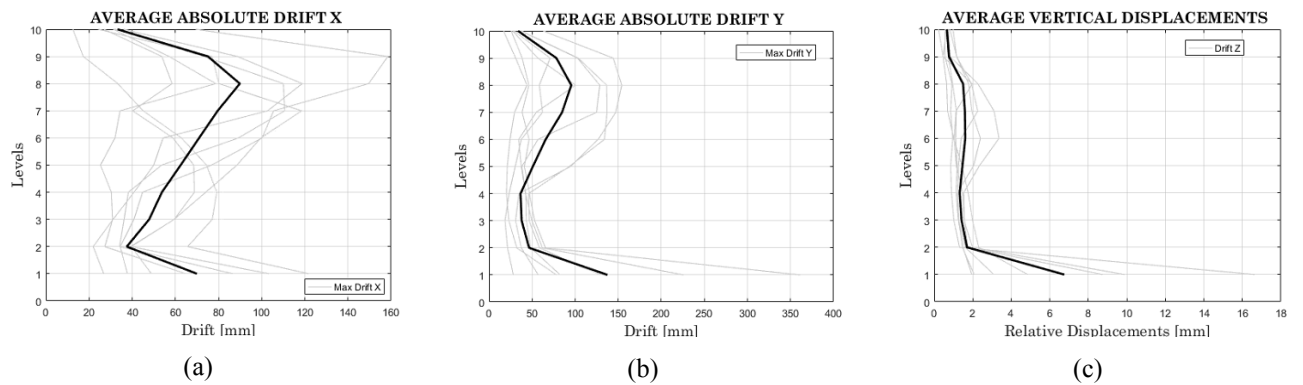 AVERAGE ABSOLUTE DRIFT X
10
9
8
7
6
5
4
3
2
1
0
Levels
0 20 40 60 80 100 120 140 160
Drift [mm]
Max Drift X
(a)
AVERAGE ABSOLUTE DRIFT Y
10
9
8
7
6
5
4
3
2
1
0
Levels
0 50 100 150 200 250 300 350 400
Drift [mm]
Max Drift Y
(b)
AVERAGE VERTICAL DISPLACEMENTS
10
9
8
7
6
5
4
3
2
1
0
Levels
0 2 4 6 8 10 12 14 16 18
Relative Displacements [mm]
Drift Z
(c)